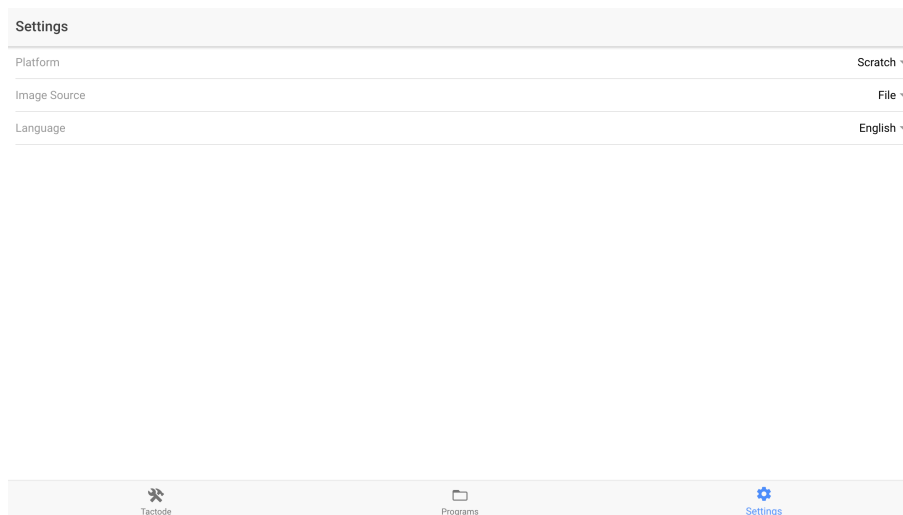 Settings
Platform Scratch
Image Source File
Language English
Tactode Programs Settings